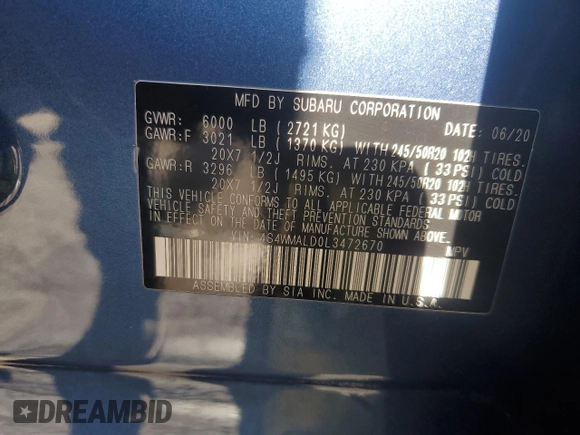 MFD BY SUBARU CORPORATION
GVWR: 6000 LB (2721 KG) DATE: 06/20
GAWR:F 3021 LB (1370 KG) WITH 245/50R20 102H TIRES.
20X7 1/2J RIMS. AT 230 KPA (33 PSI) COLD
GAWR:R 3296 LB (1495 KG) WITH 245/50R20 102H TIRES.
20X7 1/2J RIMS. AT 230 KPA (33 PSI) COLD
THIS VEHICLE CONFORMS TO ALL APPLICABLE FEDERAL MOTOR
VEHICLE SAFETY AND THEFT PREVENTION STANDARDS
IN EFFECT ON THE DATE OF MANUFACTURE SHOWN ABOVE.
VIN: 4S4WMALD0L3472670 MPV
ASSEMBLED BY SIA INC. MADE IN U.S.A.
DREAMBID